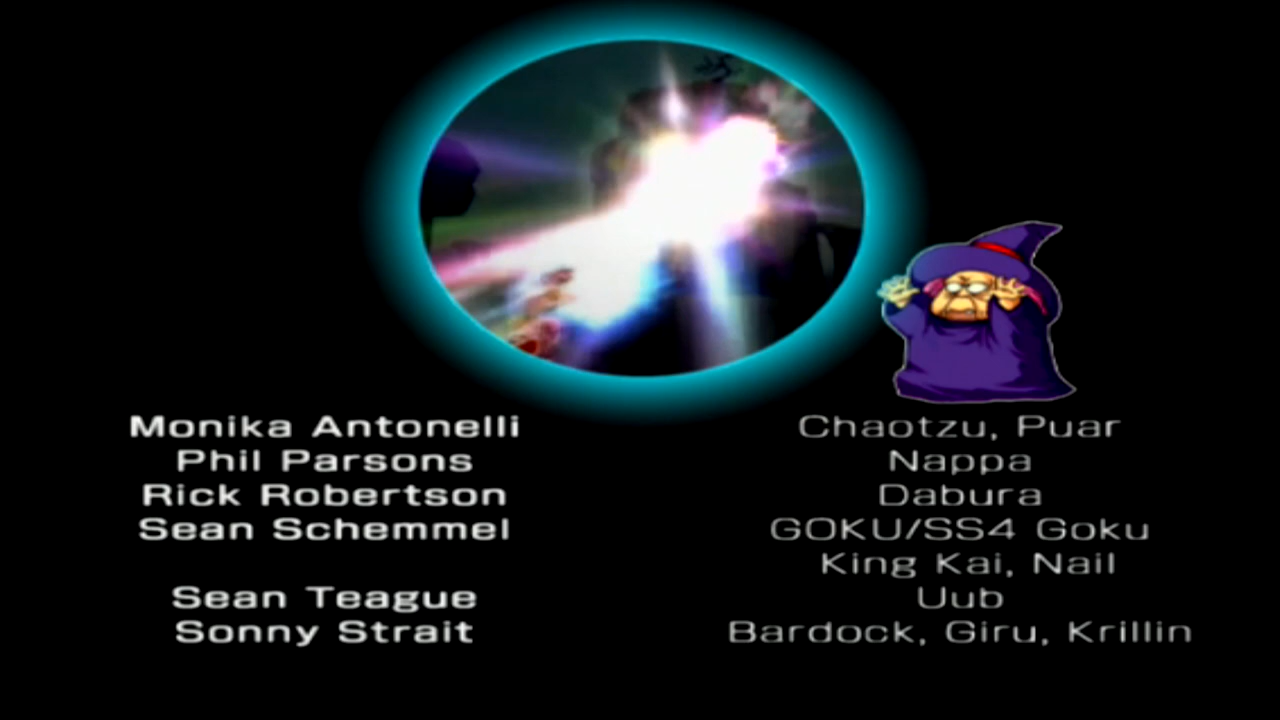 Monika Antonelli Chaotzu, Puar
Phil Parsons Nappa
Rick Robertson Dabura
Sean Schemmel GOKU/SS4 Goku
King Kai, Nail
Sean Teague Uub
Sonny Strait Bardock, Giru, Krillin